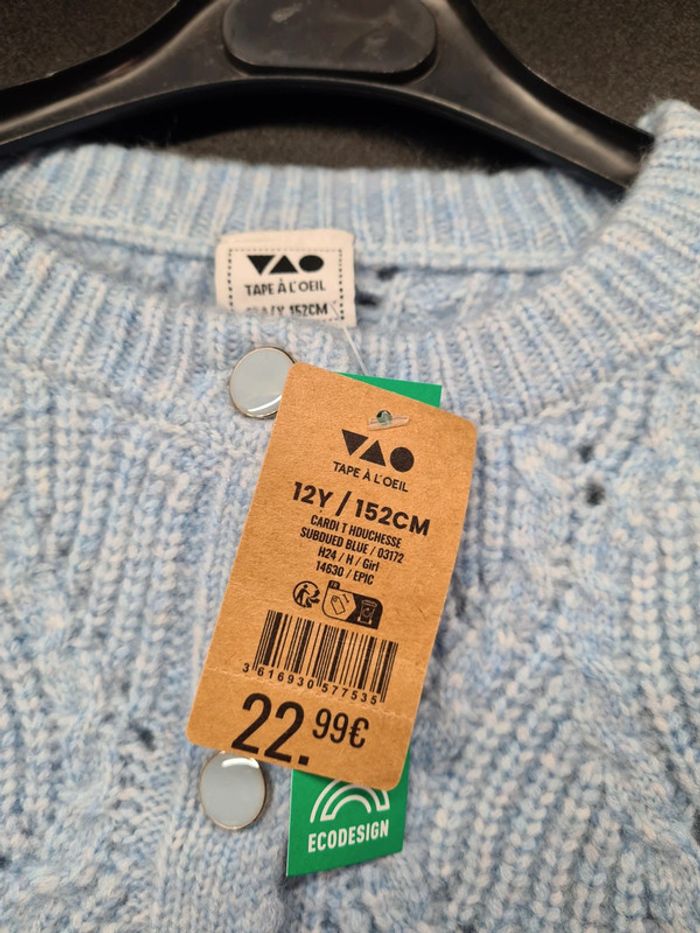 TAPE À L'OEIL
152CM
TAPE À L'OEIL
12Y / 152CM
CARDI T HDUCHESSE
SUBDUED BLUE / 03172
H24 / H / Girl
14630 / EPIC
3 616930 577535
22.99€
ECODESIGN